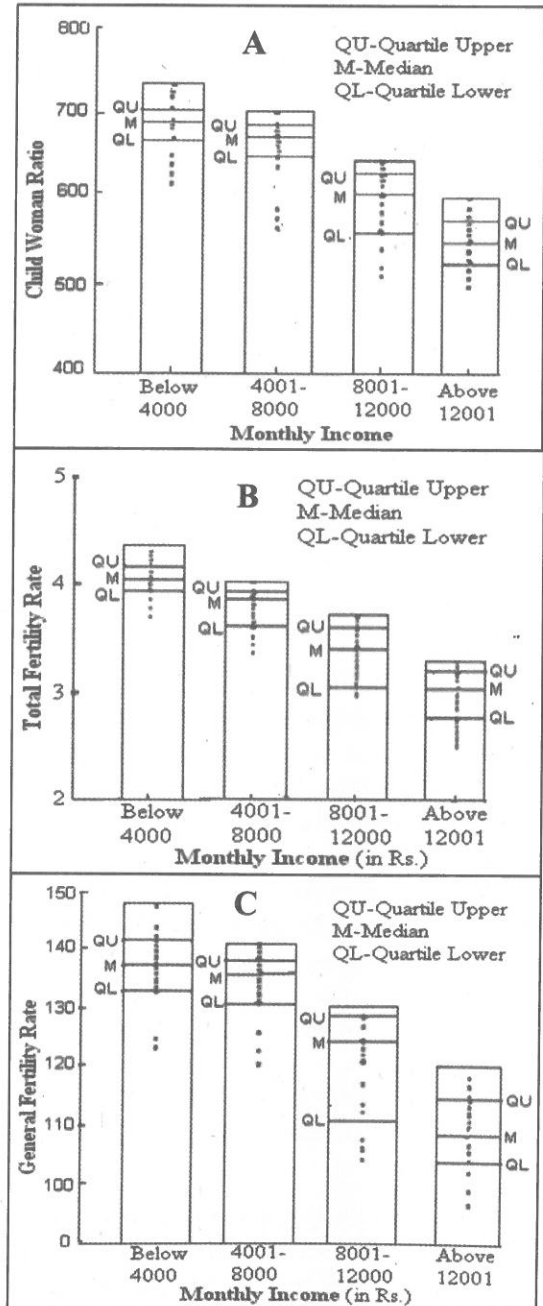 A
QU-Quartile Upper
M-Median
QL-Quartile Lower
Child Woman Ratio
800
700
600
500
400
QU
M
QL
QU
M
QL
QU
M
QL
QU
M
QL
Below 4000
4001-8000
8001-12000
Above 12001
Monthly Income
B
QU-Quartile Upper
M-Median
QL-Quartile Lower
Total Fertility Rate
5
4
3
2
QU
M
QL
QU
M
QL
QU
M
QL
QU
M
QL
Below 4000
4001-8000
8001-12000
Above 12001
Monthly Income (in Rs.)
C
QU-Quartile Upper
M-Median
QL-Quartile Lower
General Fertility Rate
150
140
130
120
110
100
0
QU
M
QL
QU
M
QL
QU
M
QL
QU
M
QL
Below 4000
4001-8000
8001-12000
Above 12001
Monthly Income (in Rs.)